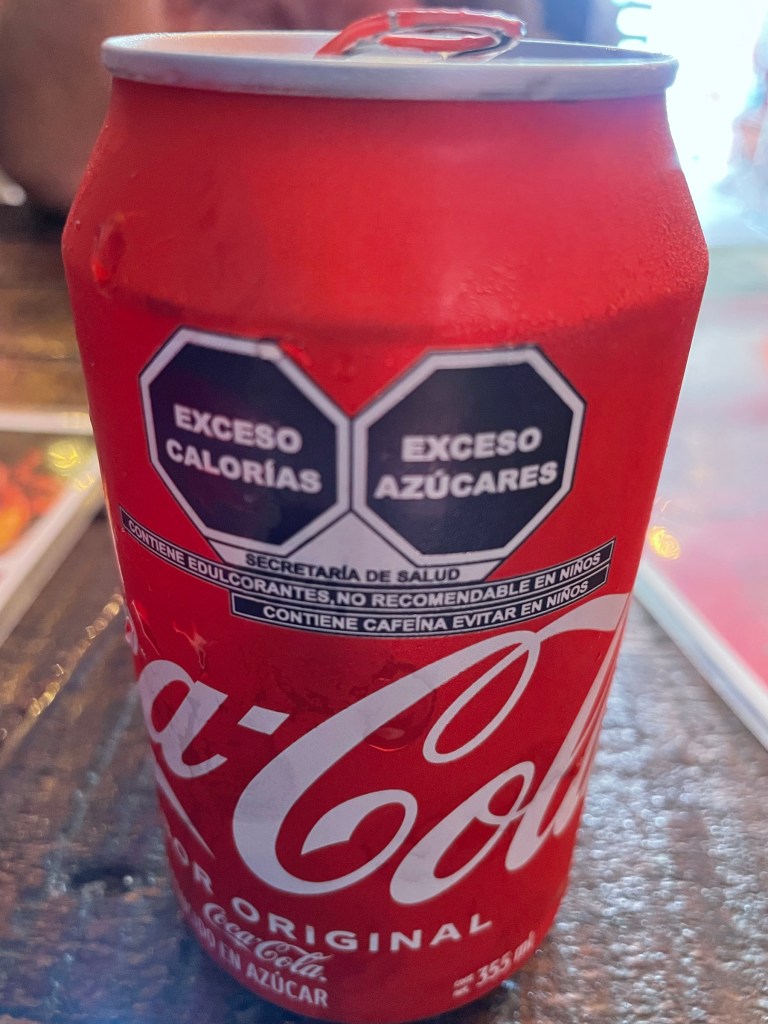 EXCESO
CALORÍAS
EXCESO
AZÚCARES
SECRETARÍA DE SALUD
CONTIENE EDULCORANTES, NO RECOMENDABLE EN NIÑOS
CONTIENE CAFEÍNA EVITAR EN NIÑOS
a-Cola
OR ORIGINAL
Coca-Cola
EN AZÚCAR
355 ml